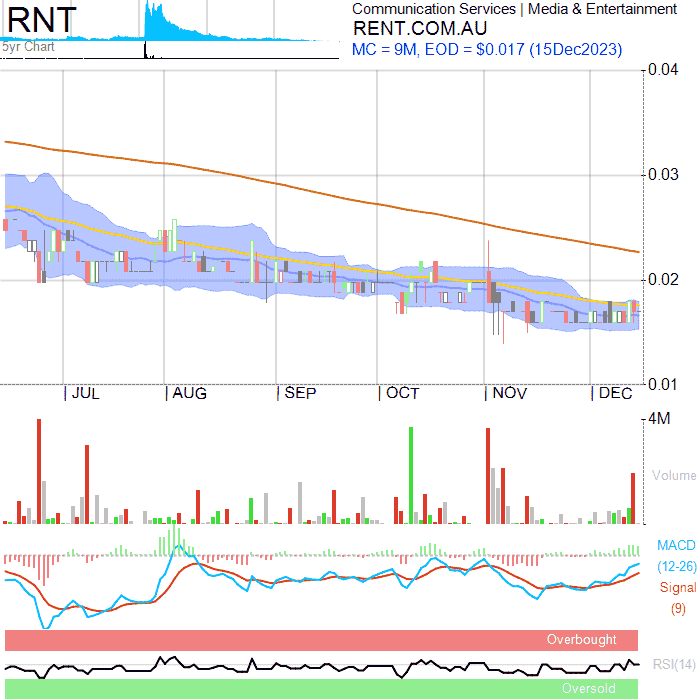 RNT
5yr Chart
Communication Services | Media & Entertainment
RENT.COM.AU
MC = 9M, EOD = $0.017 (15Dec2023)
0.04
0.03
0.02
0.01
JUL AUG SEP OCT NOV DEC
4M
Volume
MACD
(12-26)
Signal
(9)
Overbought
RSI(14)
Oversold